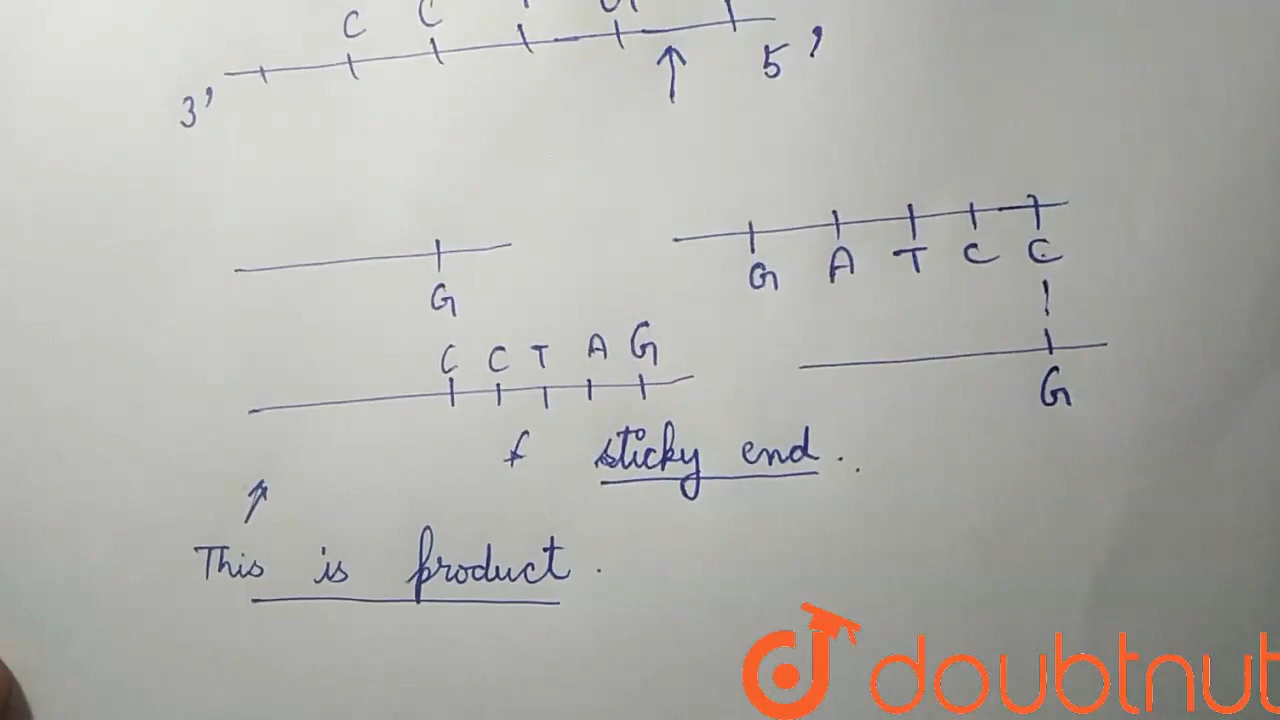 C C
3' 5'
G
G A T C C
C C T A G
G
sticky end .
This is product .
doubtnut